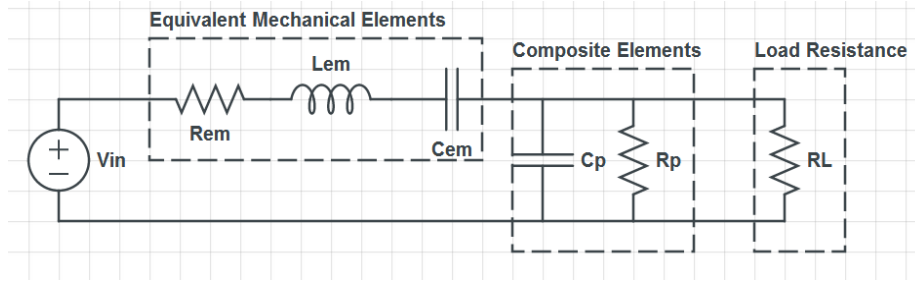 Equivalent Mechanical Elements
Composite Elements
Load Resistance
Lem
Rem
Cem
Vin
Cp
Rp
RL